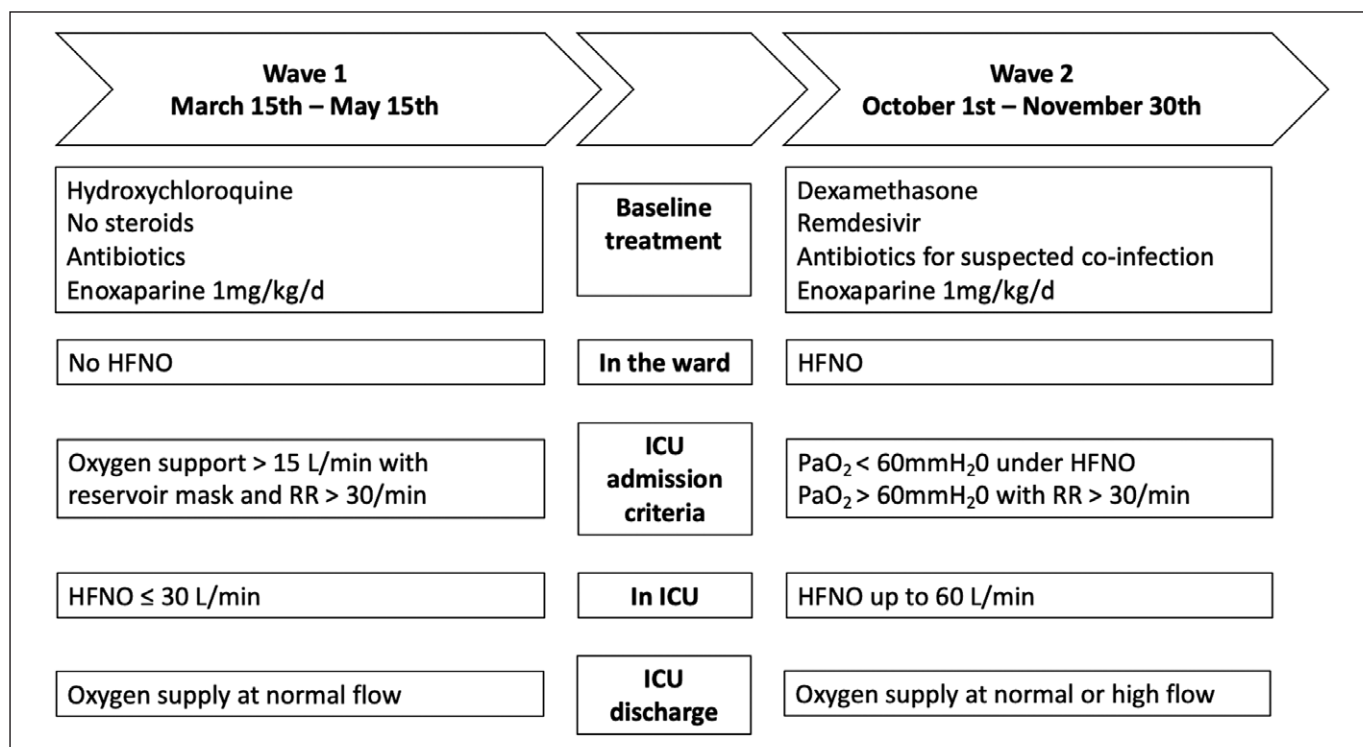 Wave 1
March 15th – May 15th
Wave 2
October 1st – November 30th
Hydroxychloroquine
No steroids
Antibiotics
Enoxaparine 1mg/kg/d
Baseline
treatment
Dexamethasone
Remdesivir
Antibiotics for suspected co-infection
Enoxaparine 1mg/kg/d
No HFNO
In the ward
HFNO
Oxygen support > 15 L/min with
reservoir mask and RR > 30/min
ICU
admission
criteria
PaO₂ < 60mmH₂0 under HFNO
PaO₂ > 60mmH₂0 with RR > 30/min
HFNO ≤ 30 L/min
In ICU
HFNO up to 60 L/min
Oxygen supply at normal flow
ICU
discharge
Oxygen supply at normal or high flow